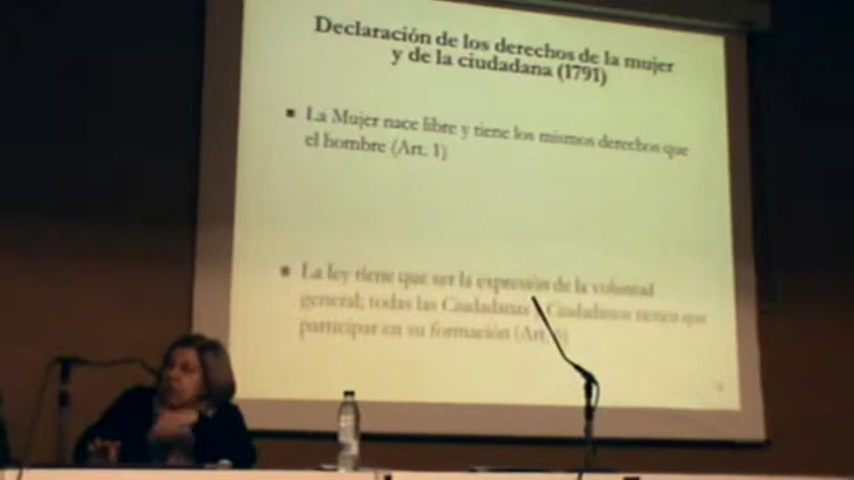 Declaración de los derechos de la mujer
y de la ciudadana (1791)
La Mujer nace libre y tiene los mismos derechos que
el hombre (Art. 1)
La ley tiene que ser la expresión de la voluntad
general; todas las Ciudadanas Ciudadanos tienen que
participar en su formación (Art.